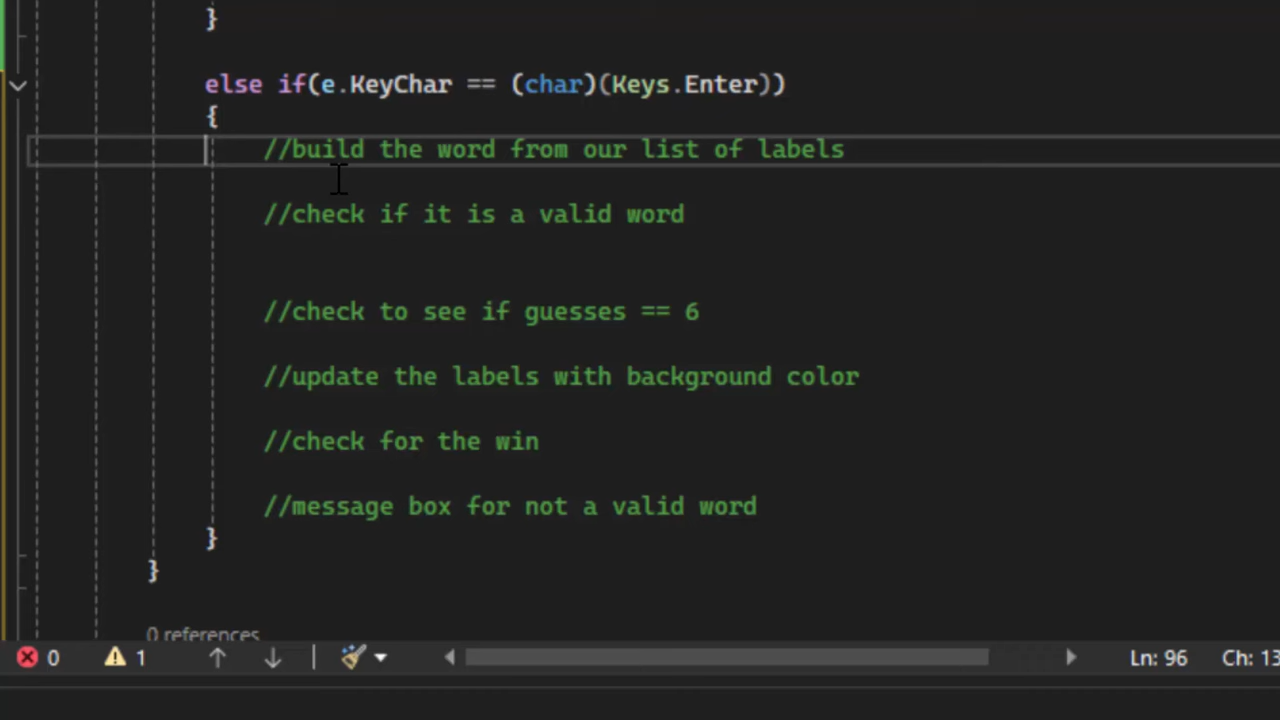 }
else if(e.KeyChar == (char)(Keys.Enter))
{
//build the word from our list of labels
//check if it is a valid word
//check to see if guesses == 6
//update the labels with background color
//check for the win
//message box for not a valid word
}
}
0 references
0 1 Ln: 96 Ch: 13